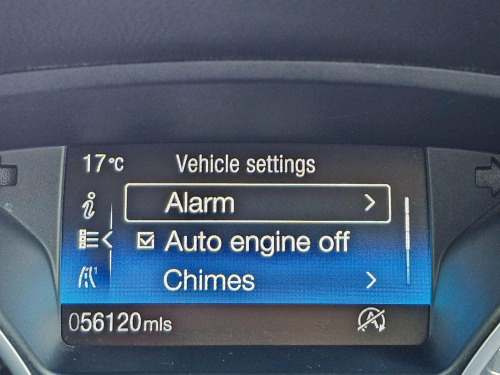 17°C Vehicle settings
Alarm
Auto engine off
Chimes
056120mls